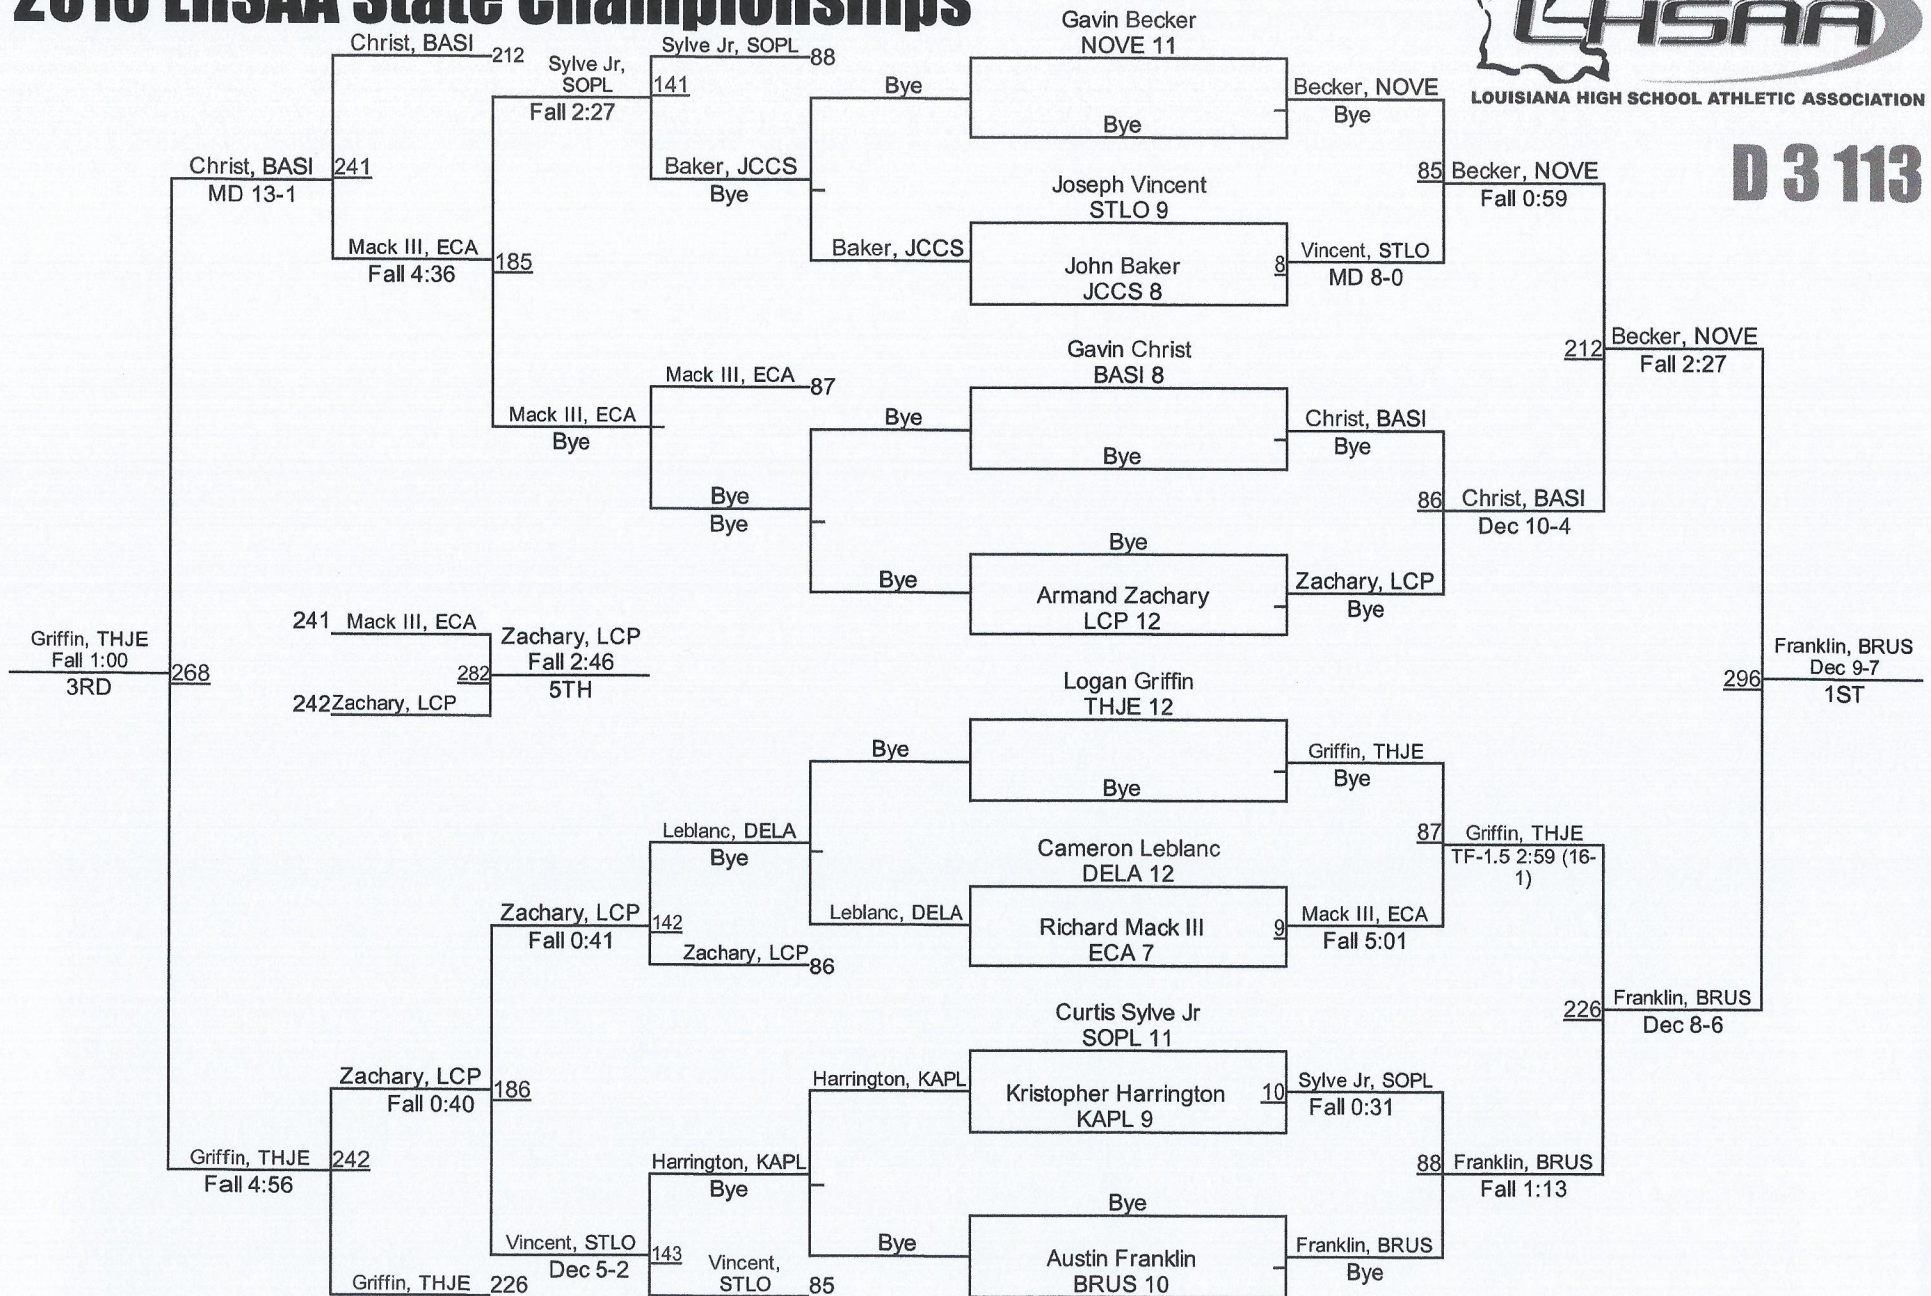 2016 LHSAA State Championships
LHSAA
LOUISIANA HIGH SCHOOL ATHLETIC ASSOCIATION
D 3 113
Christ, BASI
212
Christ, BASI
241
MD 13-1
Mack III, ECA
Fall 4:36
185
Sylve Jr,
SOPL
Fall 2:27
141
Sylve Jr, SOPL
88
Baker, JCCS
Bye
Bye
Baker, JCCS
Mack III, ECA
Bye
Mack III, ECA
87
Bye
Bye
Bye
Bye
Gavin Becker
NOVE 11
Bye
Becker, NOVE
Bye
Joseph Vincent
STLO 9
John Baker
JCCS 8
8
Vincent, STLO
MD 8-0
85
Becker, NOVE
Fall 0:59
Gavin Christ
BASI 8
Bye
Christ, BASI
Bye
Bye
Armand Zachary
LCP 12
Zachary, LCP
Bye
86
Christ, BASI
Dec 10-4
212
Becker, NOVE
Fall 2:27
Griffin, THJE
Fall 1:00
3RD
268
241 Mack III, ECA
242 Zachary, LCP
282
Zachary, LCP
Fall 2:46
5TH
Franklin, BRUS
Dec 9-7
1ST
296
Logan Griffin
THJE 12
Bye
Griffin, THJE
Bye
Cameron Leblanc
DELA 12
Richard Mack III
ECA 7
9
Mack III, ECA
Fall 5:01
87
Griffin, THJE
TF-1.5 2:59 (16-
1)
Curtis Sylve Jr
SOPL 11
Kristopher Harrington
KAPL 9
10
Sylve Jr, SOPL
Fall 0:31
Bye
Austin Franklin
BRUS 10
Franklin, BRUS
Bye
88
Franklin, BRUS
Fall 1:13
226
Franklin, BRUS
Dec 8-6
Bye
Leblanc, DELA
Leblanc, DELA
Bye
Zachary, LCP
86
Zachary, LCP
Fall 0:41
142
Harrington, KAPL
Bye
Harrington, KAPL
Bye
Vincent,
STLO
85
Vincent, STLO
Dec 5-2
143
Zachary, LCP
Fall 0:40
186
Griffin, THJE
226
Griffin, THJE
Fall 4:56
242